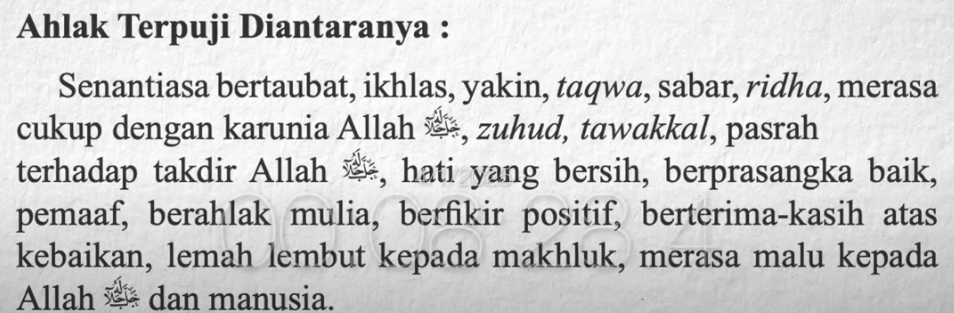 Ahlak Terpuji Diantaranya :
Senantiasa bertaubat, ikhlas, yakin, taqwa, sabar, ridha, merasa
cukup dengan karunia Allah ﷻ, zuhud, tawakkal, pasrah
terhadap takdir Allah ﷻ, hati yang bersih, berprasangka baik,
pemaaf, berahlak mulia, berfikir positif, berterima-kasih atas
kebaikan, lemah lembut kepada makhluk, merasa malu kepada
Allah ﷻ dan manusia.